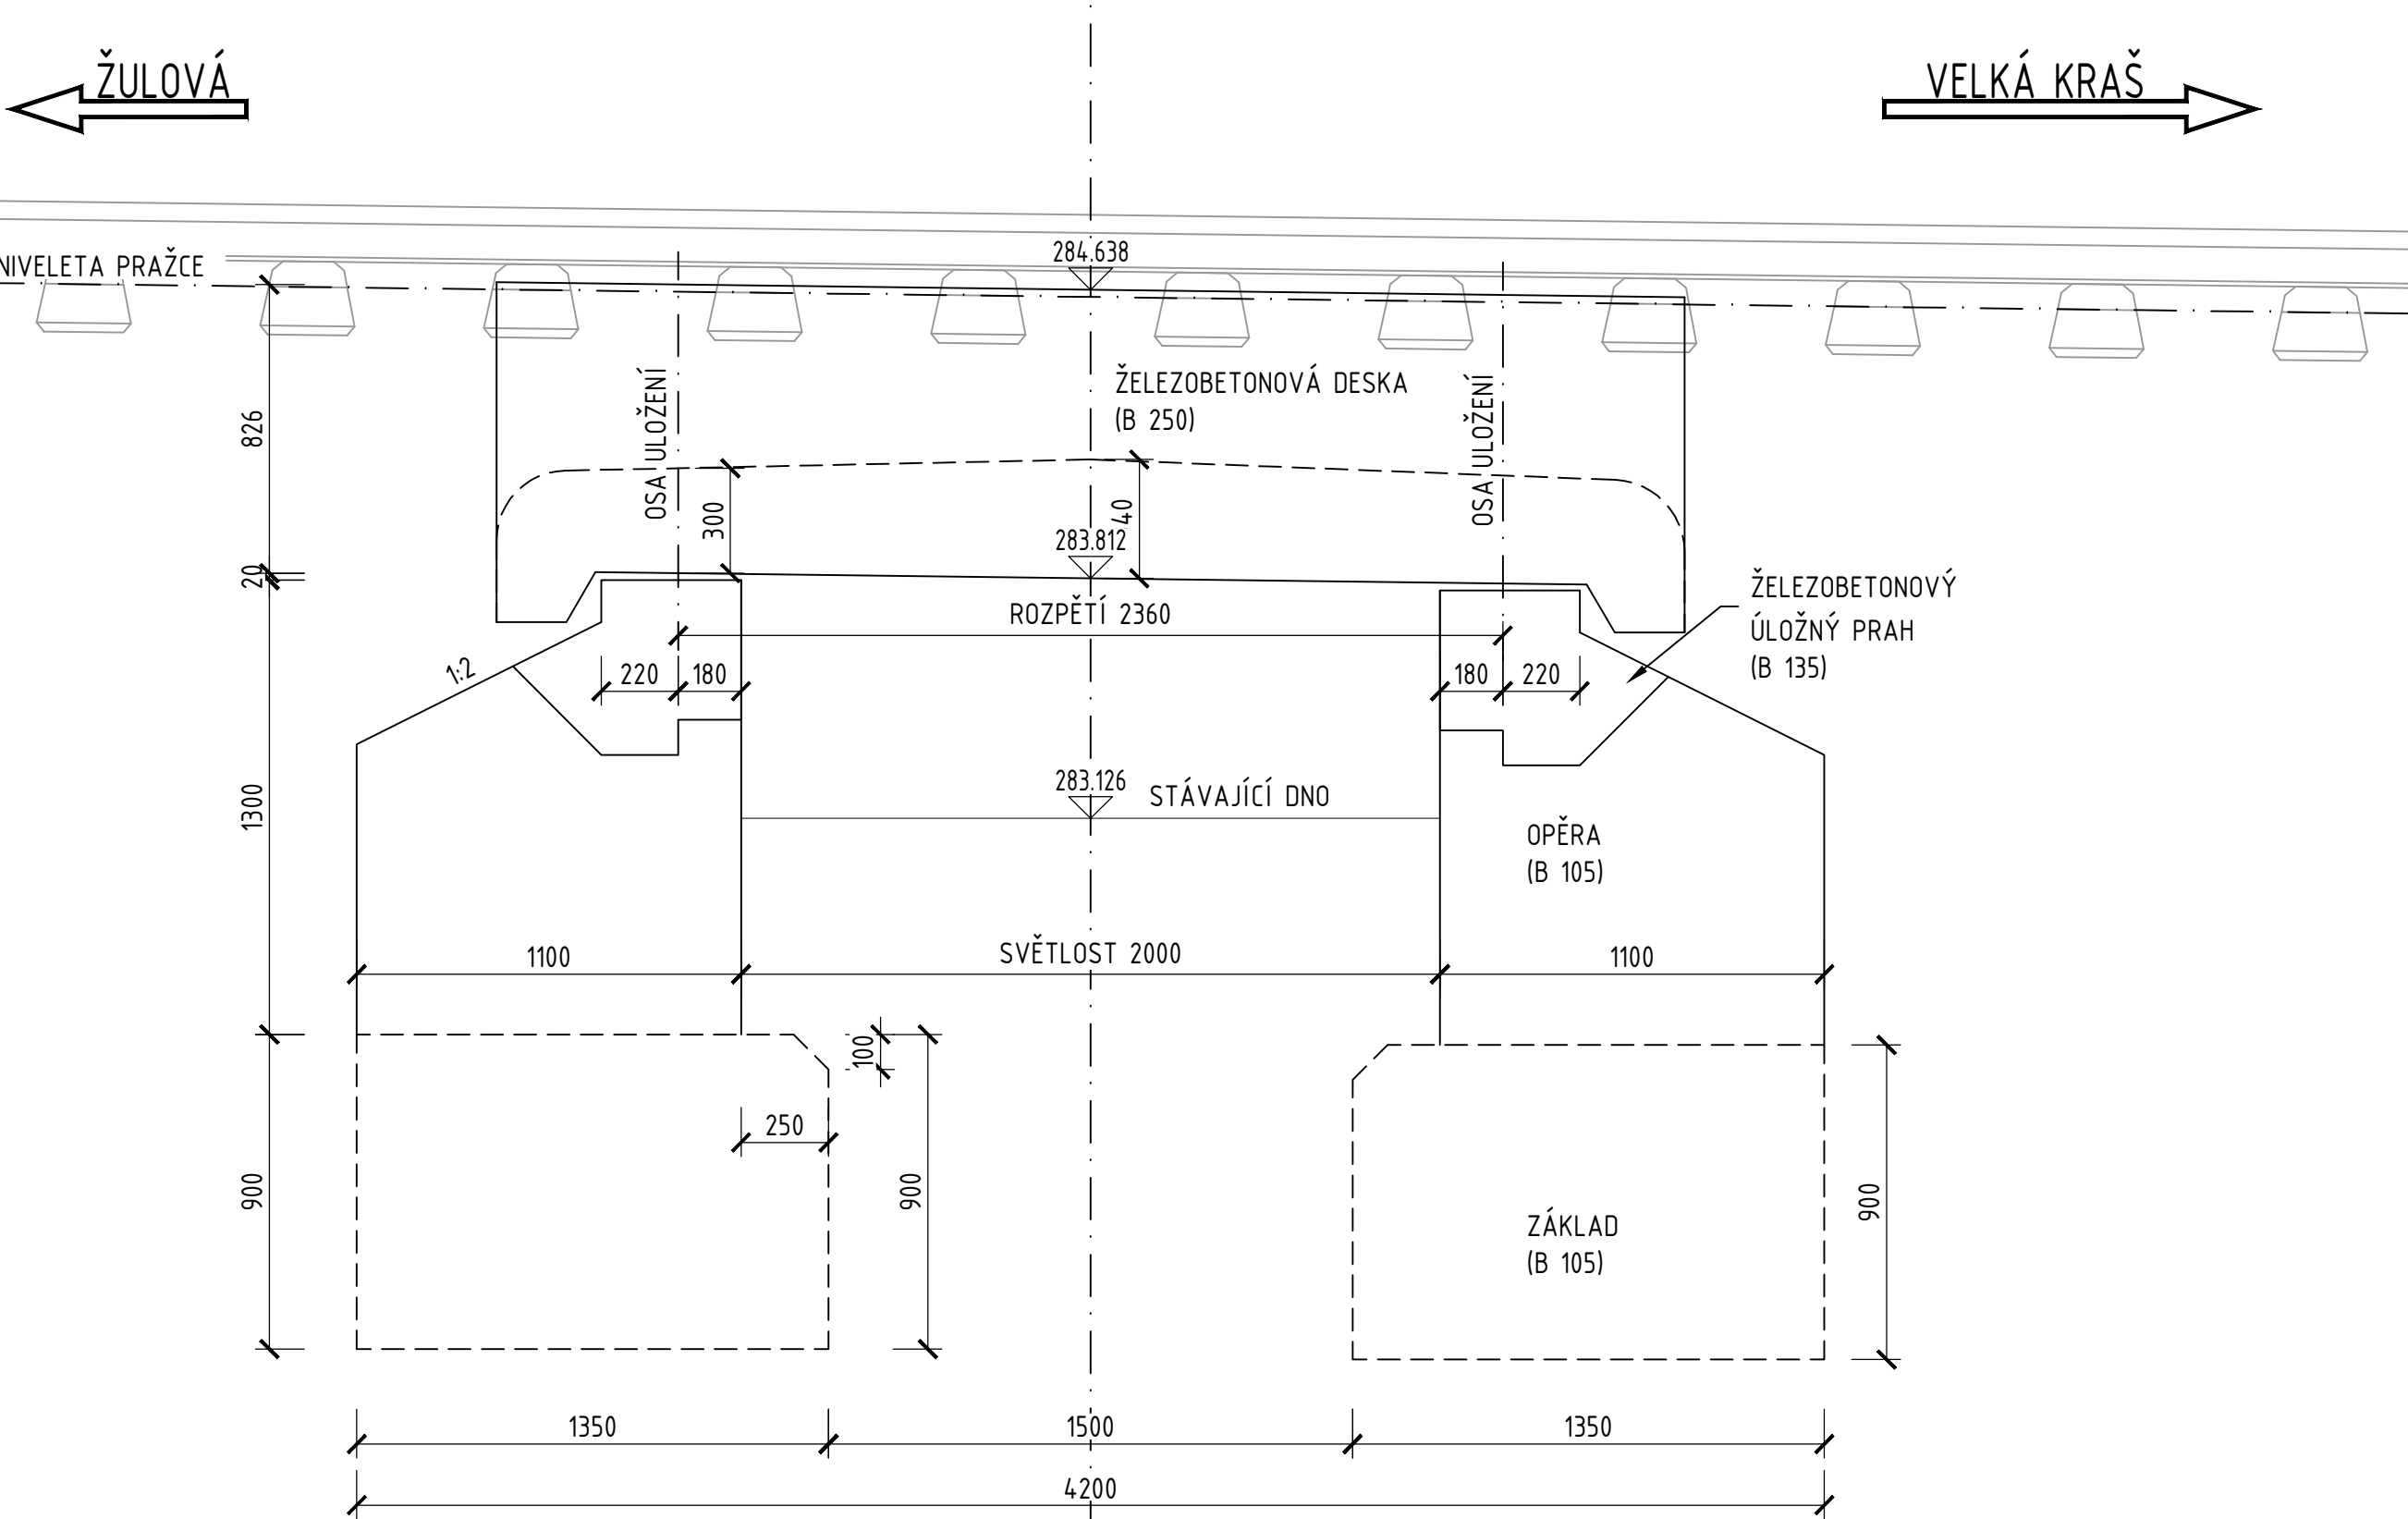 ŽULOVÁ
VELKÁ KRAŠ
NIVELETA PRAŽCE
284.638
826
OSA ULOŽENÍ
ŽELEZOBETONOVÁ DESKA
(B 250)
OSA ULOŽENÍ
300
40
283.812
20
ROZPĚTÍ 2360
ŽELEZOBETONOVÝ
ÚLOŽNÝ PRAH
(B 135)
1:2
220
180
180
220
1300
283.126
STÁVAJÍCÍ DNO
OPĚRA
(B 105)
1100
SVĚTLOST 2000
1100
100
250
900
900
900
ZÁKLAD
(B 105)
1350
1500
1350
4200